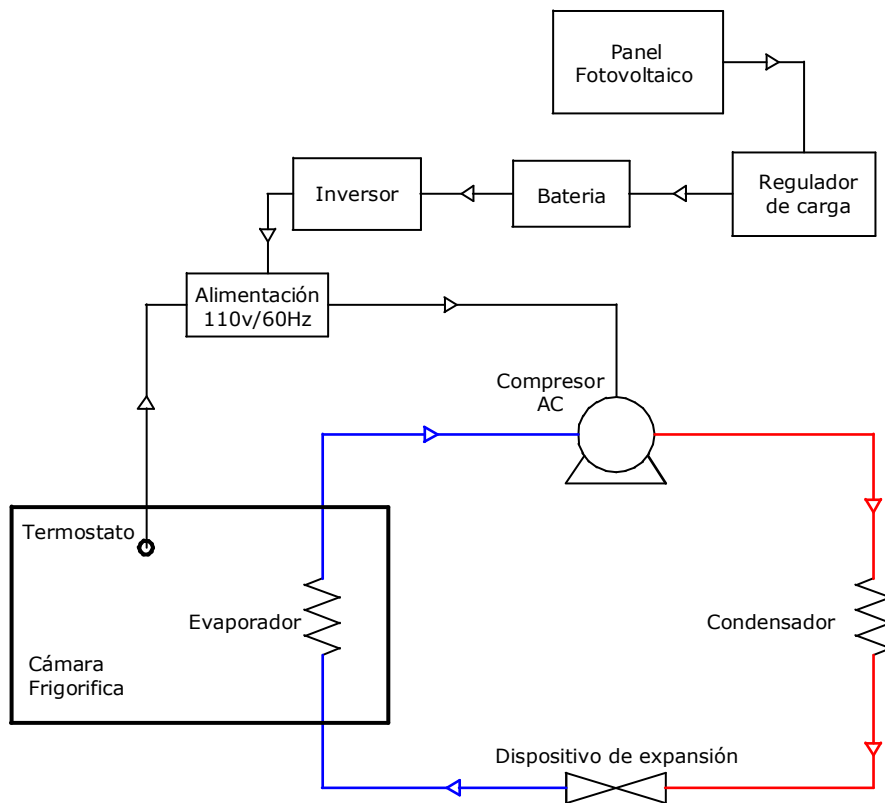 Panel
Fotovoltaico
Regulador
de carga
Bateria
Inversor
Alimentación
110v/60Hz
Compresor
AC
Termostato
Evaporador
Condensador
Cámara
Frigorifica
Dispositivo de expansión